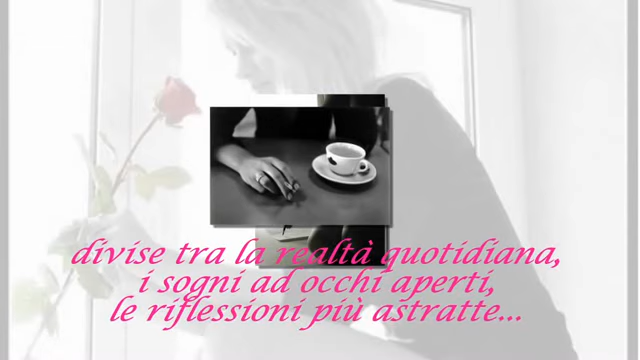 divise tra la realtà quotidiana,
i sogni ad occhi aperti,
le riflessioni più astratte...